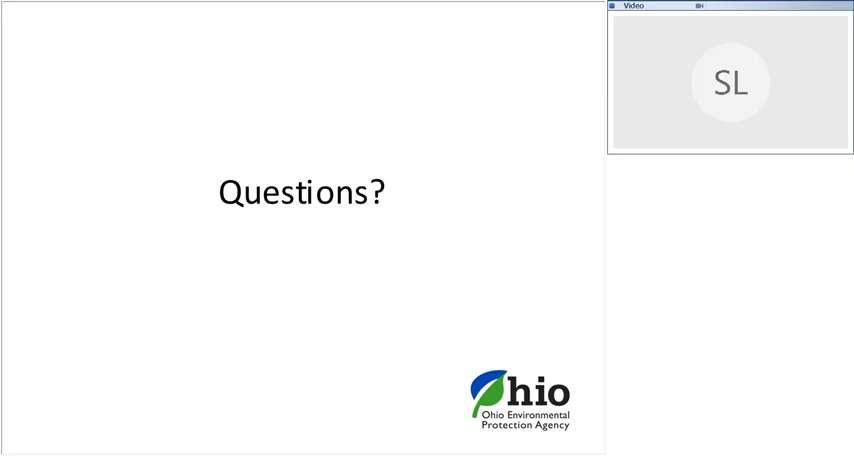 Video
SL
Questions?
Ohio
Ohio Environmental
Protection Agency